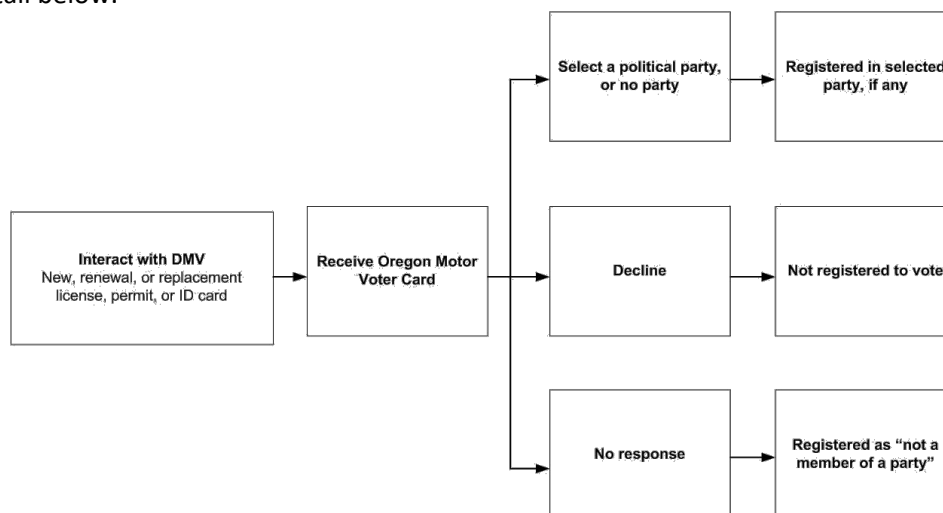 Select a political party,
or no party
Registered in selected
party, if any
Interact with DMV
New, renewal, or replacement
license, permit, or ID card
Receive Oregon Motor
Voter Card
Decline
Not registered to vote
No response
Registered as “not a
member of a party”